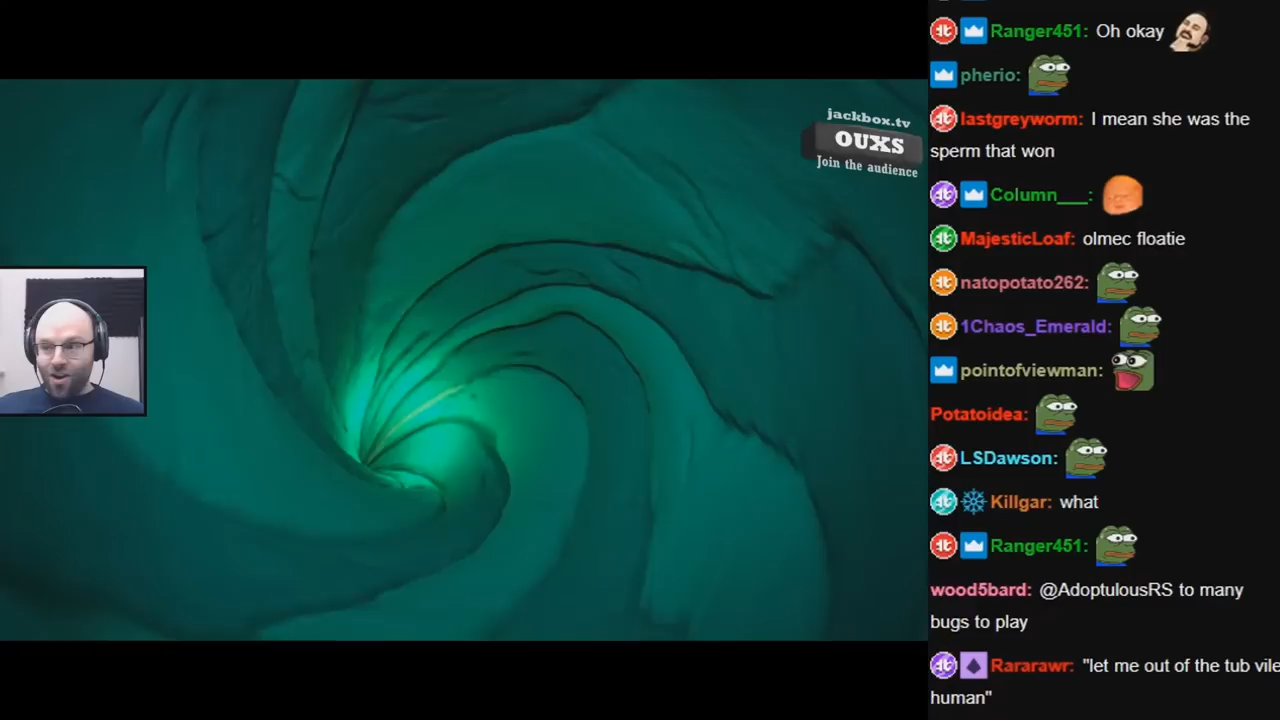 jackbox.tv
OUXS
Join the audience
Ranger451: Oh okay
pherio:
lastgreyworm: I mean she was the
sperm that won
Column___:
MajesticLoaf: olmec floatie
natopotato262:
1Chaos_Emerald:
pointofviewman:
Potatoidea:
LSDawson:
Killgar: what
Ranger451:
wood5bard: @AdoptulousRS to many
bugs to play
Rararawr: "let me out of the tub vile
human"